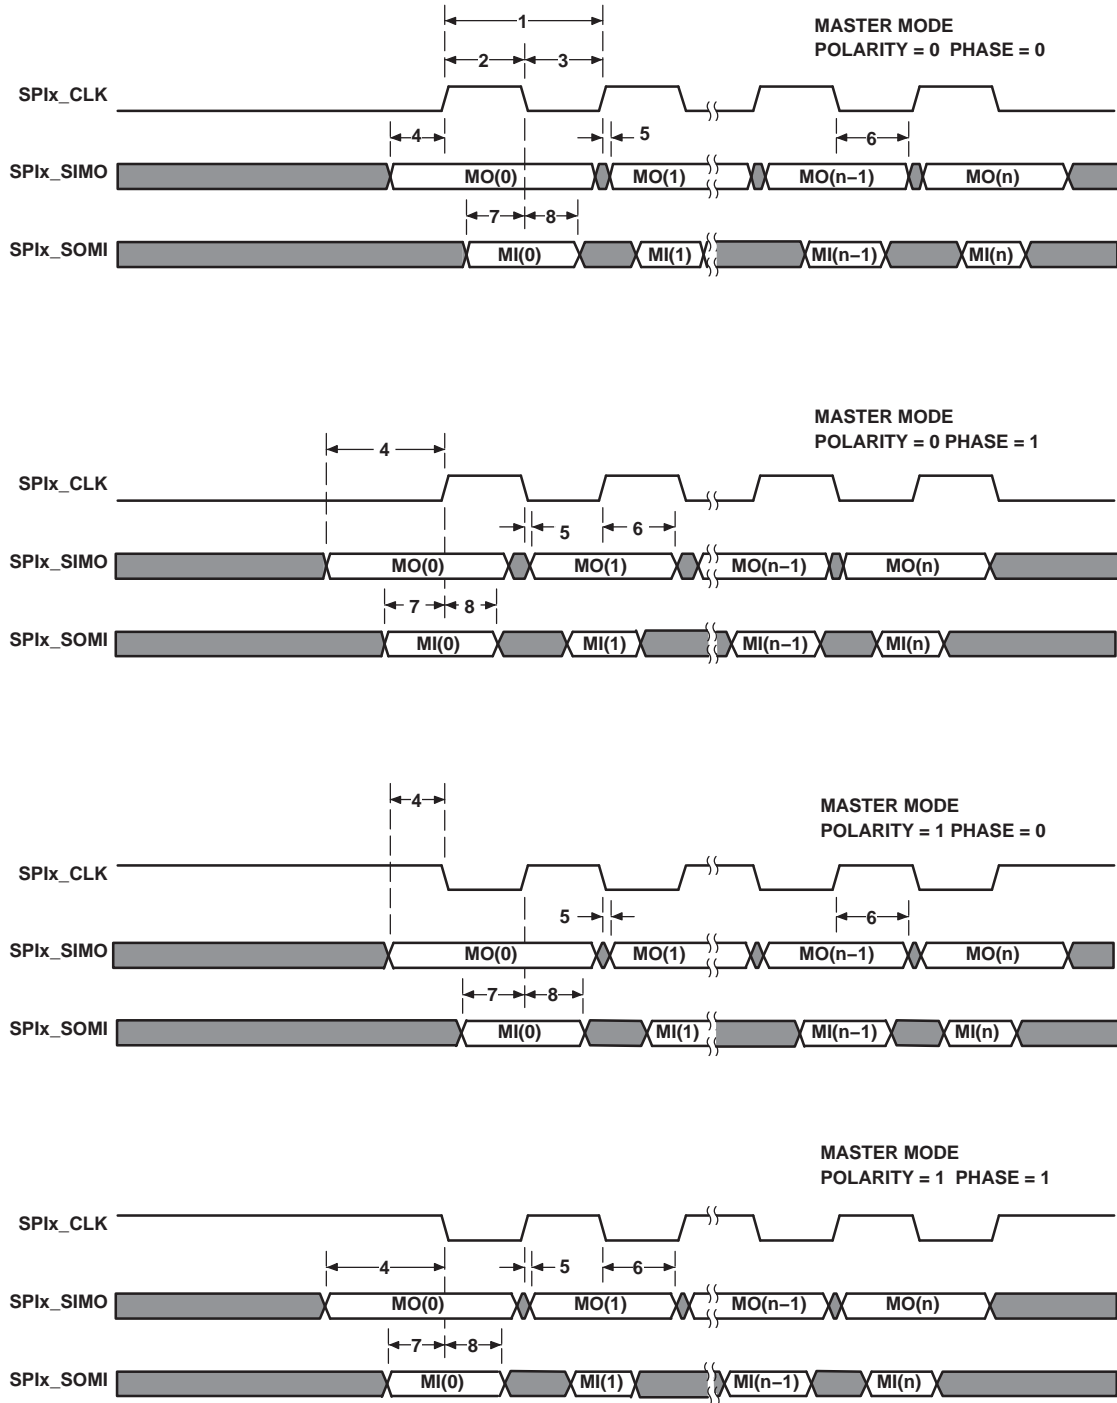 1
MASTER MODE
POLARITY = 0 PHASE = 0
2 3
SPIx_CLK
4 5 6
SPIx_SIMO MO(0) MO(1) MO(n−1) MO(n)
7 8
SPIx_SOMI MI(0) MI(1) MI(n−1) MI(n)
MASTER MODE
POLARITY = 0 PHASE = 1
4
SPIx_CLK
5 6
SPIx_SIMO MO(0) MO(1) MO(n−1) MO(n)
7 8
SPIx_SOMI MI(0) MI(1) MI(n−1) MI(n)
4
MASTER MODE
POLARITY = 1 PHASE = 0
SPIx_CLK
5 6
SPIx_SIMO MO(0) MO(1) MO(n−1) MO(n)
7 8
SPIx_SOMI MI(0) MI(1) MI(n−1) MI(n)
MASTER MODE
POLARITY = 1 PHASE = 1
SPIx_CLK
4 5 6
SPIx_SIMO MO(0) MO(1) MO(n−1) MO(n)
7 8
SPIx_SOMI MI(0) MI(1) MI(n−1) MI(n)